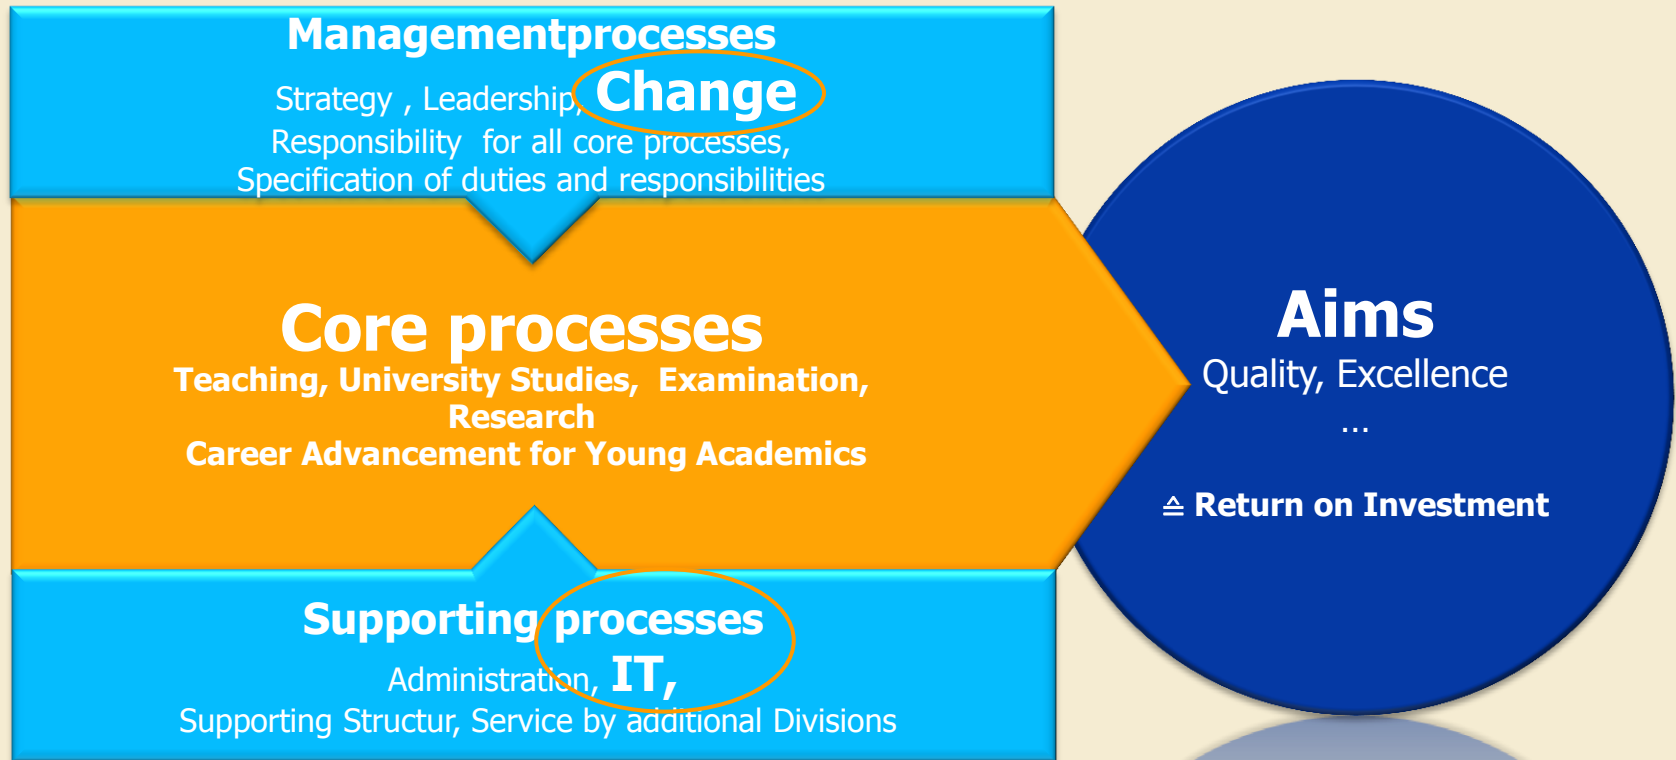 Managementprocesses
Strategy , Leadership, Change
Responsibility for all core processes,
Specification of duties and responsibilities
Core processes
Teaching, University Studies, Examination,
Research
Career Advancement for Young Academics
Supporting processes
Administration, IT,
Supporting Structur, Service by additional Divisions
Aims
Quality, Excellence
...
≙ Return on Investment